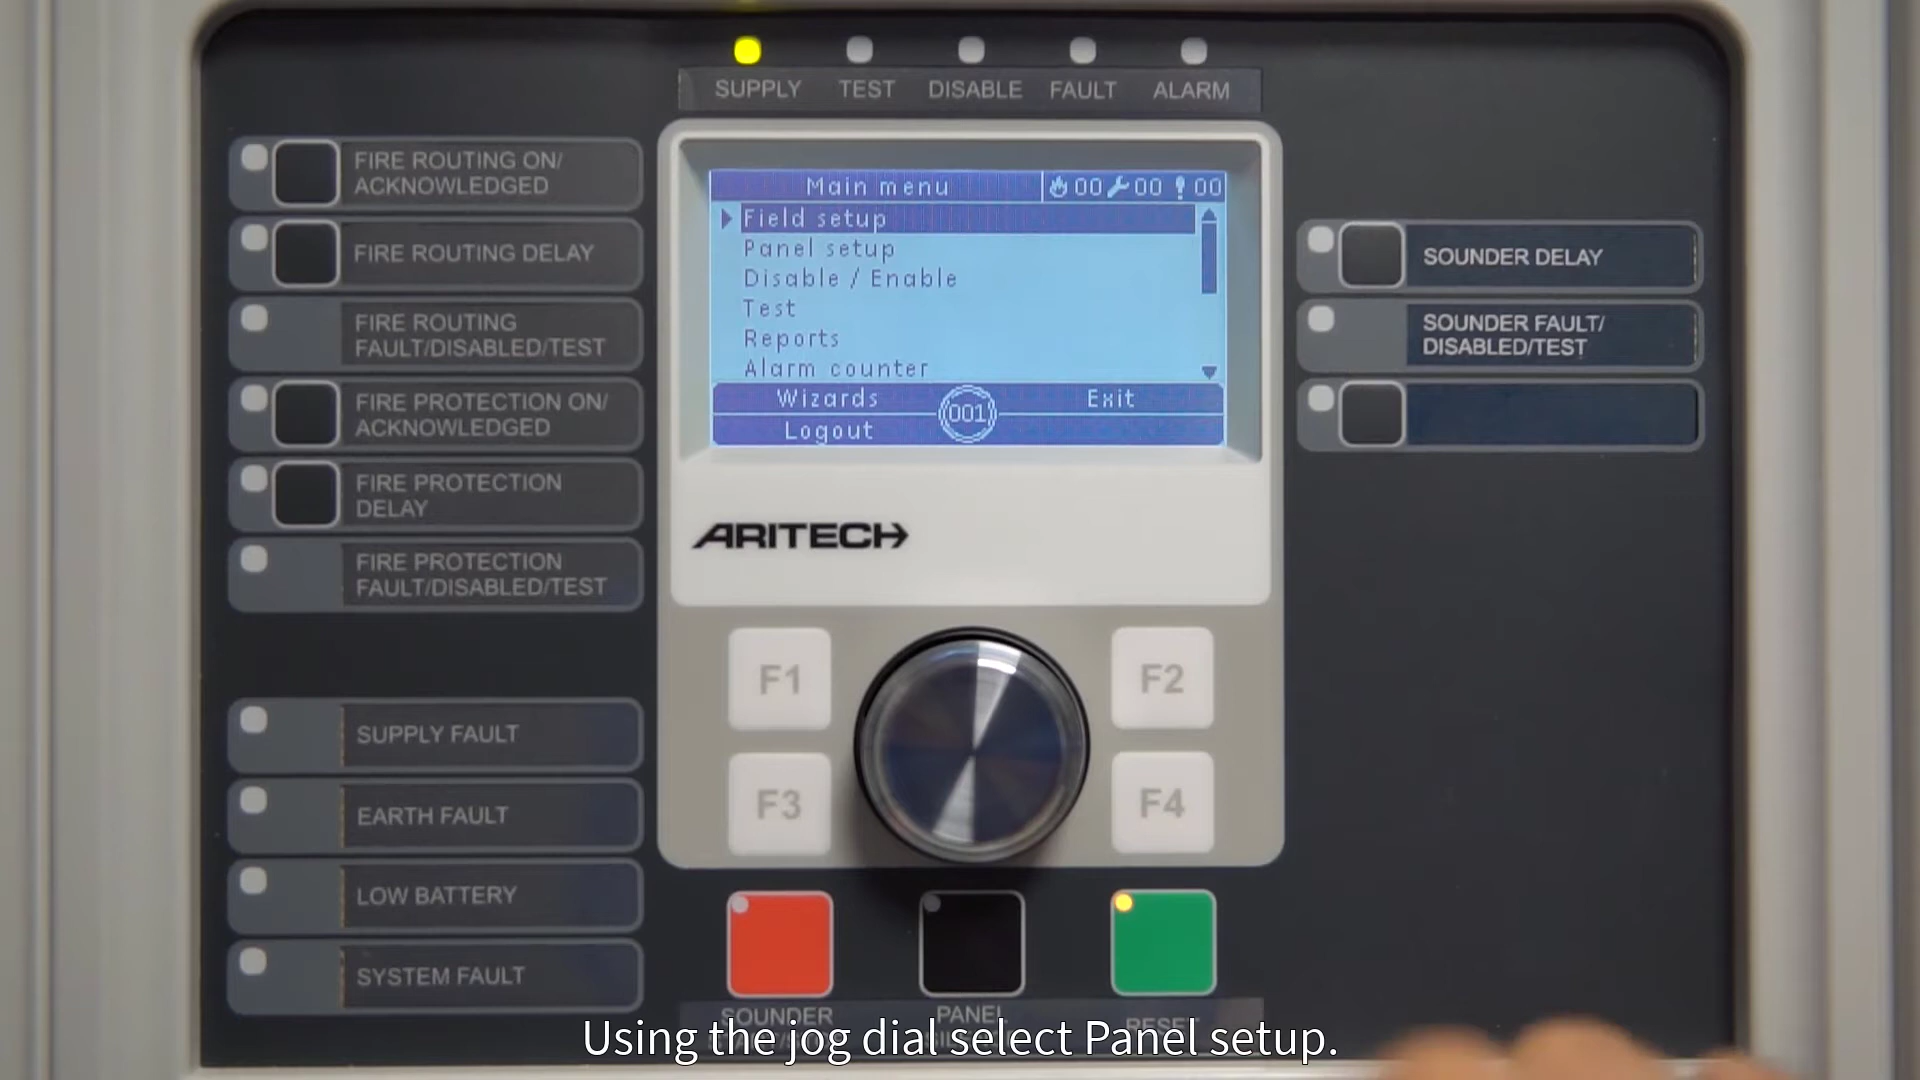 SUPPLY TEST DISABLE FAULT ALARM
FIRE ROUTING ON/
ACKNOWLEDGED
FIRE ROUTING DELAY
FIRE ROUTING
FAULT/DISABLED/TEST
FIRE PROTECTION ON/
ACKNOWLEDGED
FIRE PROTECTION
DELAY
FIRE PROTECTION
FAULT/DISABLED/TEST
SUPPLY FAULT
EARTH FAULT
LOW BATTERY
SYSTEM FAULT
Main menu 00 00 00
Field setup
Panel setup
Disable / Enable
Test
Reports
Alarm counter
Wizards 001 Exit
Logout
ARITECH
F1 F2
F3 F4
SOUNDER DELAY
SOUNDER FAULT/
DISABLED/TEST
SOUNDER PANEL RESET
Using the jog dial select Panel setup.